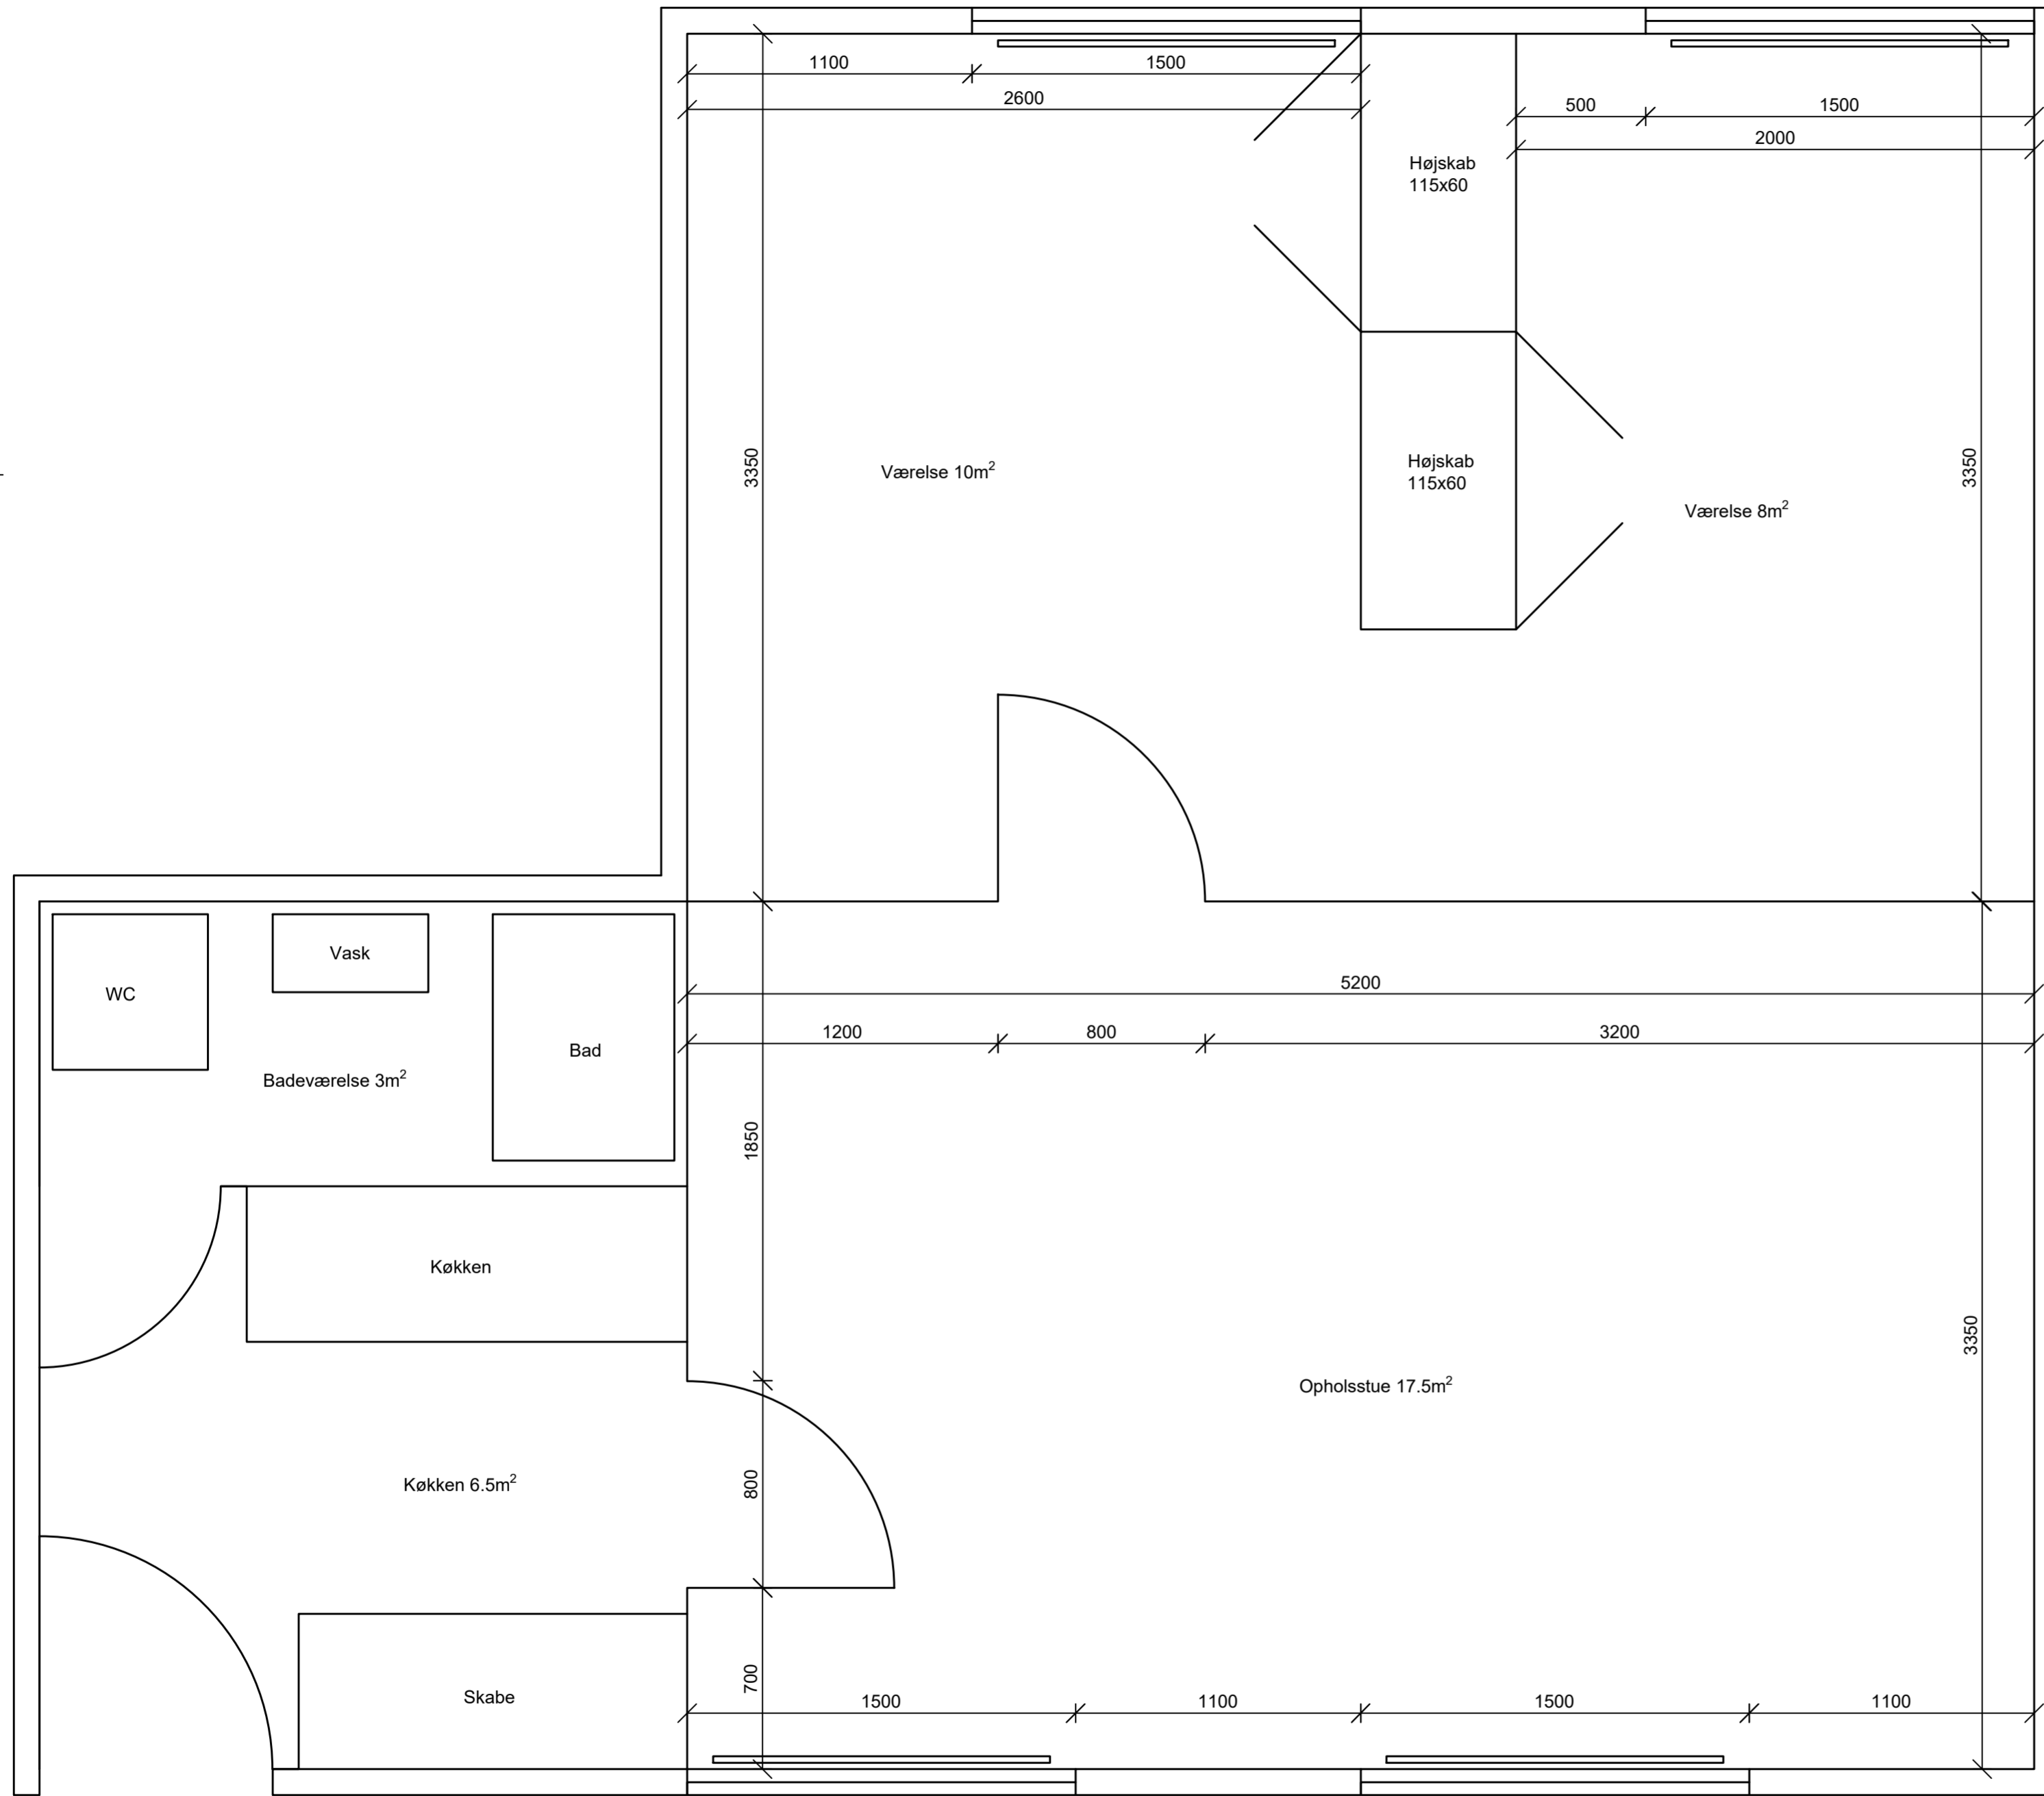 1100
1500
2600
500
1500
2000
Højskab
115x60
3350
Værelse 10m²
Højskab
115x60
Værelse 8m²
3350
Vask
WC
Bad
Badeværelse 3m²
5200
1200
800
3200
1850
Køkken
3350
Opholsstue 17.5m²
Køkken 6.5m²
800
700
Skabe
1500
1100
1500
1100